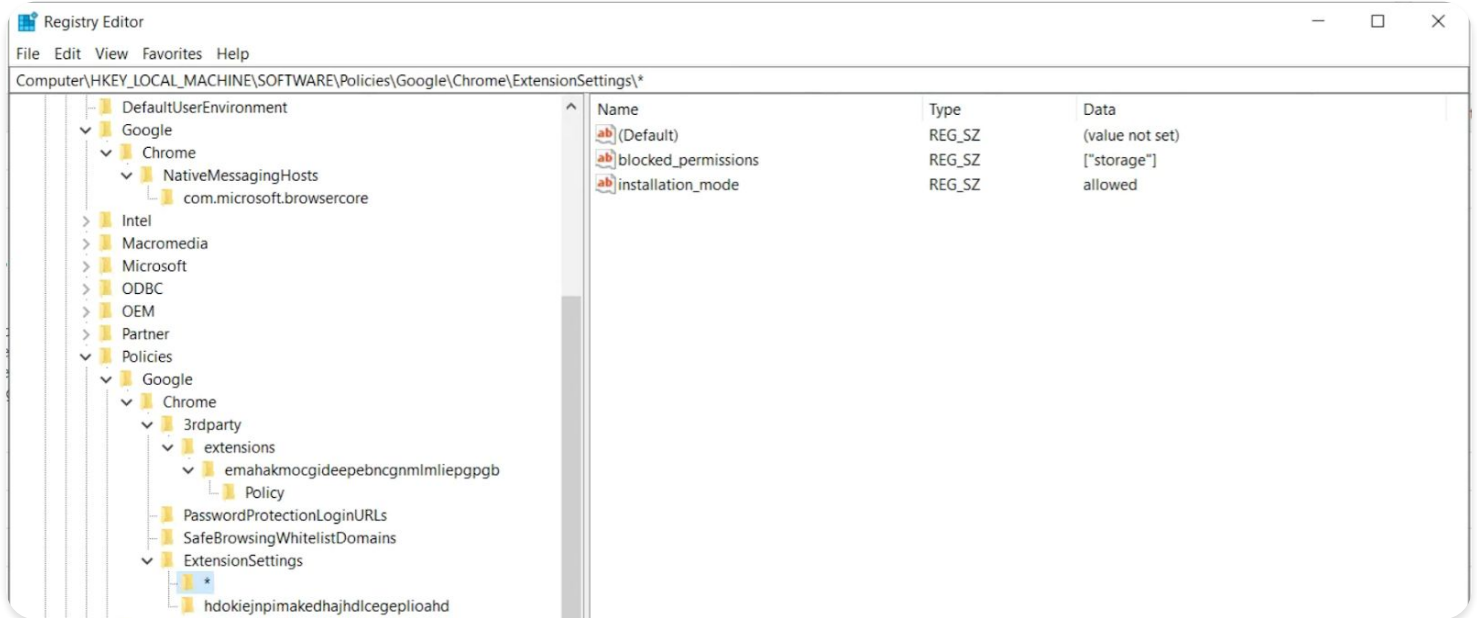 Registry Editor
File Edit View Favorites Help
Computer\HKEY_LOCAL_MACHINE\SOFTWARE\Policies\Google\Chrome\ExtensionSettings\*
DefaultUserEnvironment
Google
Chrome
NativeMessagingHosts
com.microsoft.browsercore
Intel
Macromedia
Microsoft
ODBC
OEM
Partner
Policies
Google
Chrome
3rdparty
extensions
emahakmocgideepebncgnmlmliepgpgb
Policy
PasswordProtectionLoginURLs
SafeBrowsingWhitelistDomains
ExtensionSettings
*
hdokiejnpimakedhajhdlcegeplioahd
Name Type Data
(Default) REG_SZ (value not set)
blocked_permissions REG_SZ ["storage"]
installation_mode REG_SZ allowed